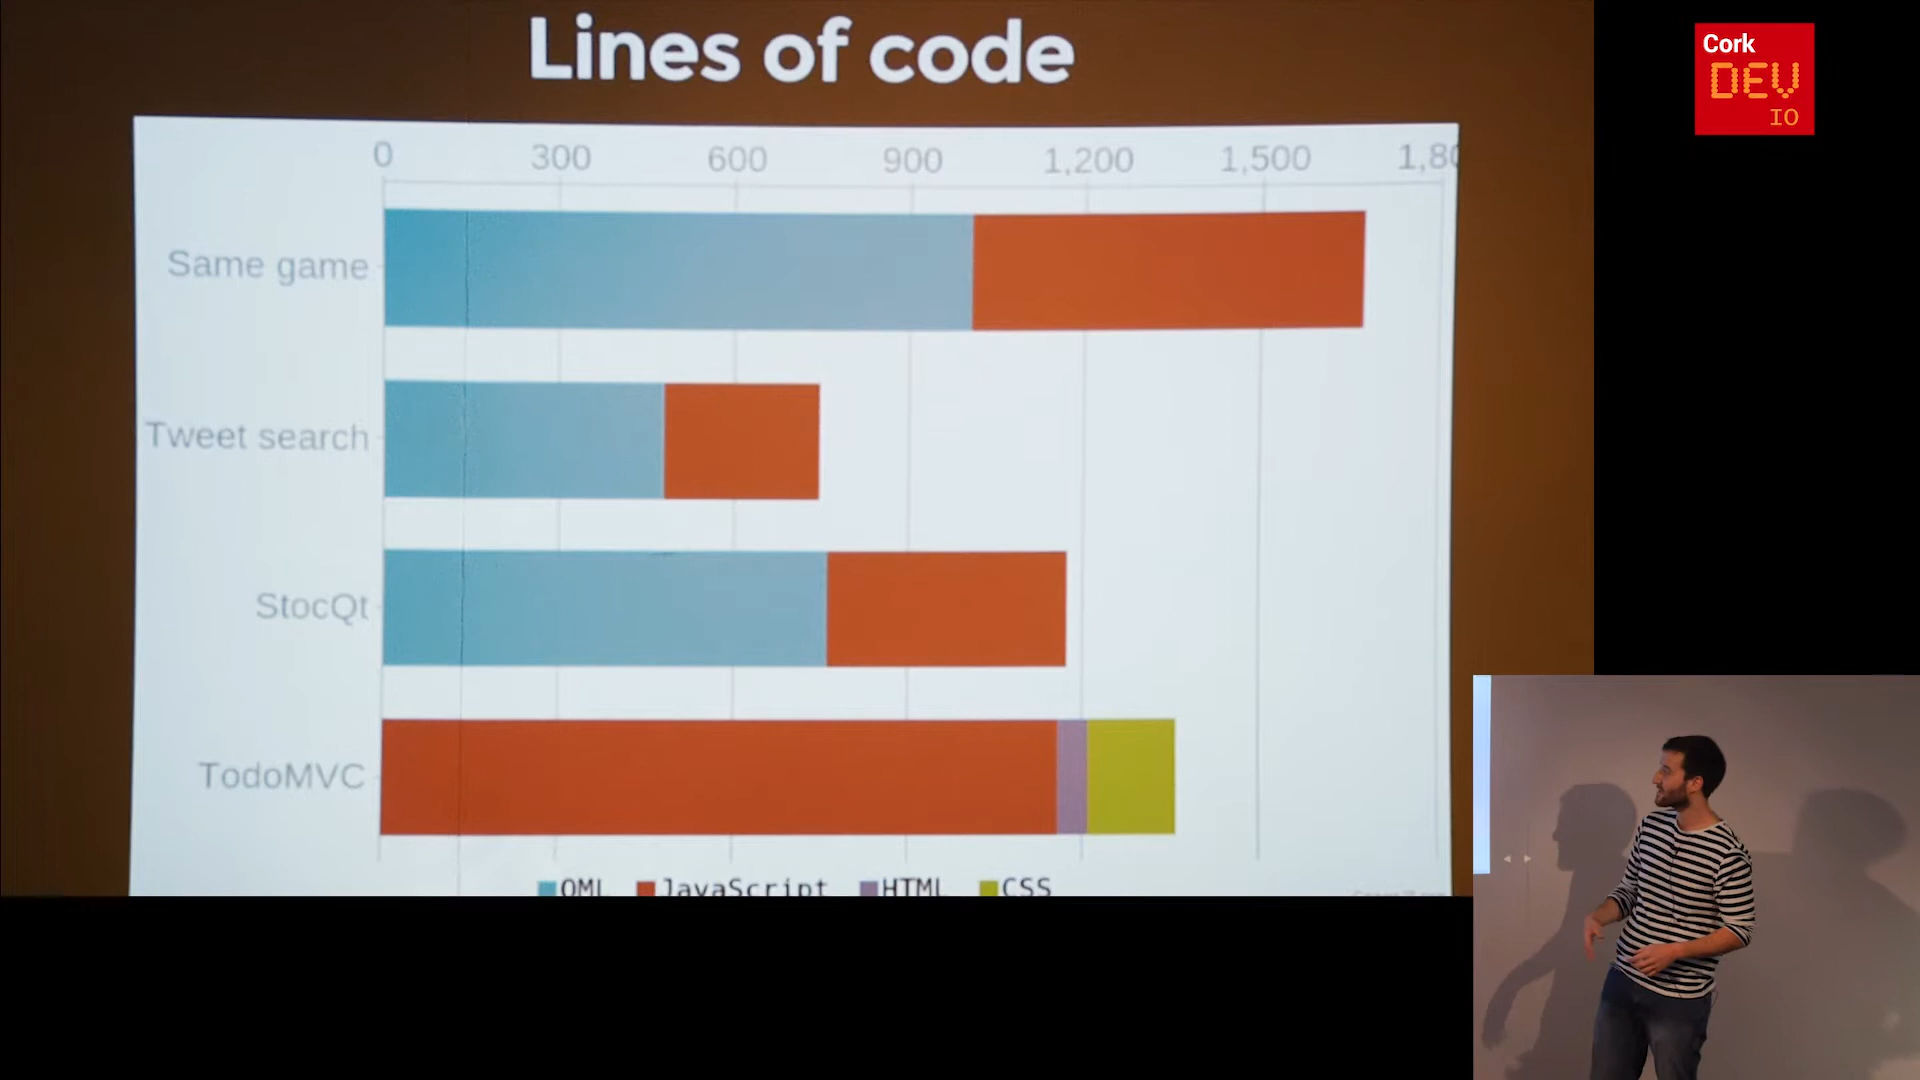 Lines of code
0 300 600 900 1,200 1,500 1,80
Same game
Tweet search
StocQt
TodoMVC
QML JavaScript HTML CSS
Cork
DEV
IO